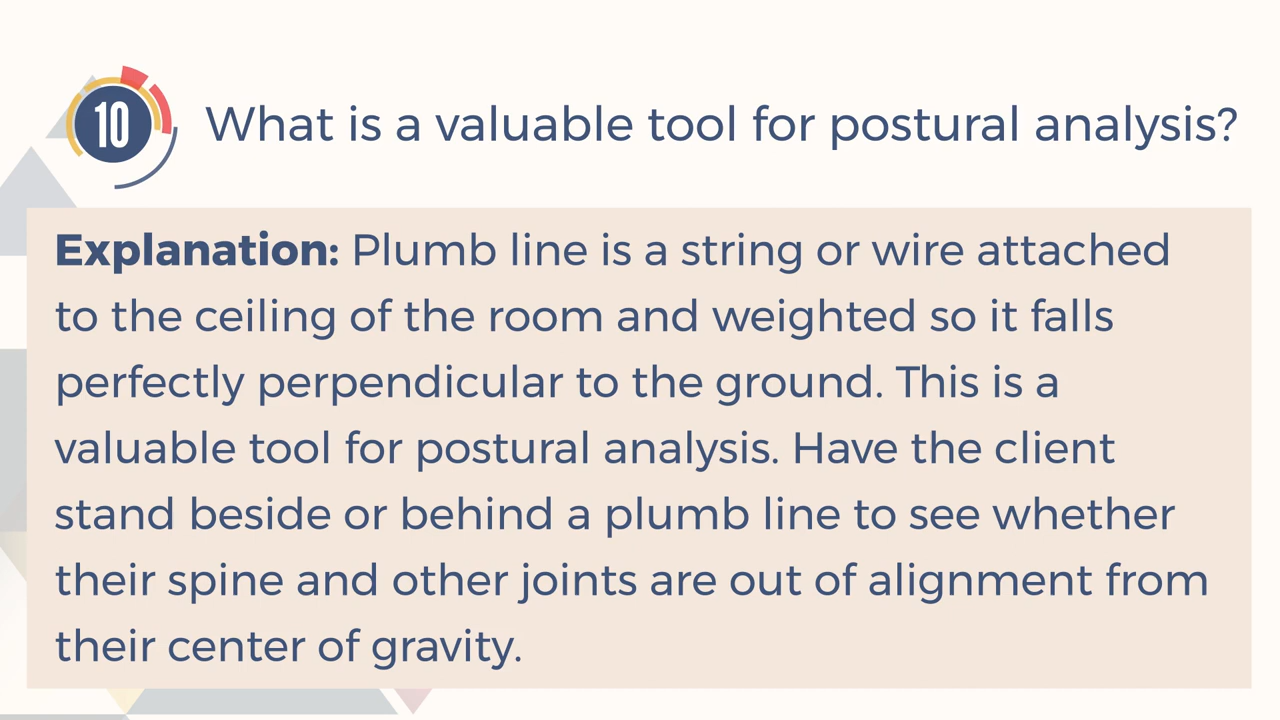 10
What is a valuable tool for postural analysis?
Explanation: Plumb line is a string or wire attached
to the ceiling of the room and weighted so it falls
perfectly perpendicular to the ground. This is a
valuable tool for postural analysis. Have the client
stand beside or behind a plumb line to see whether
their spine and other joints are out of alignment from
their center of gravity.